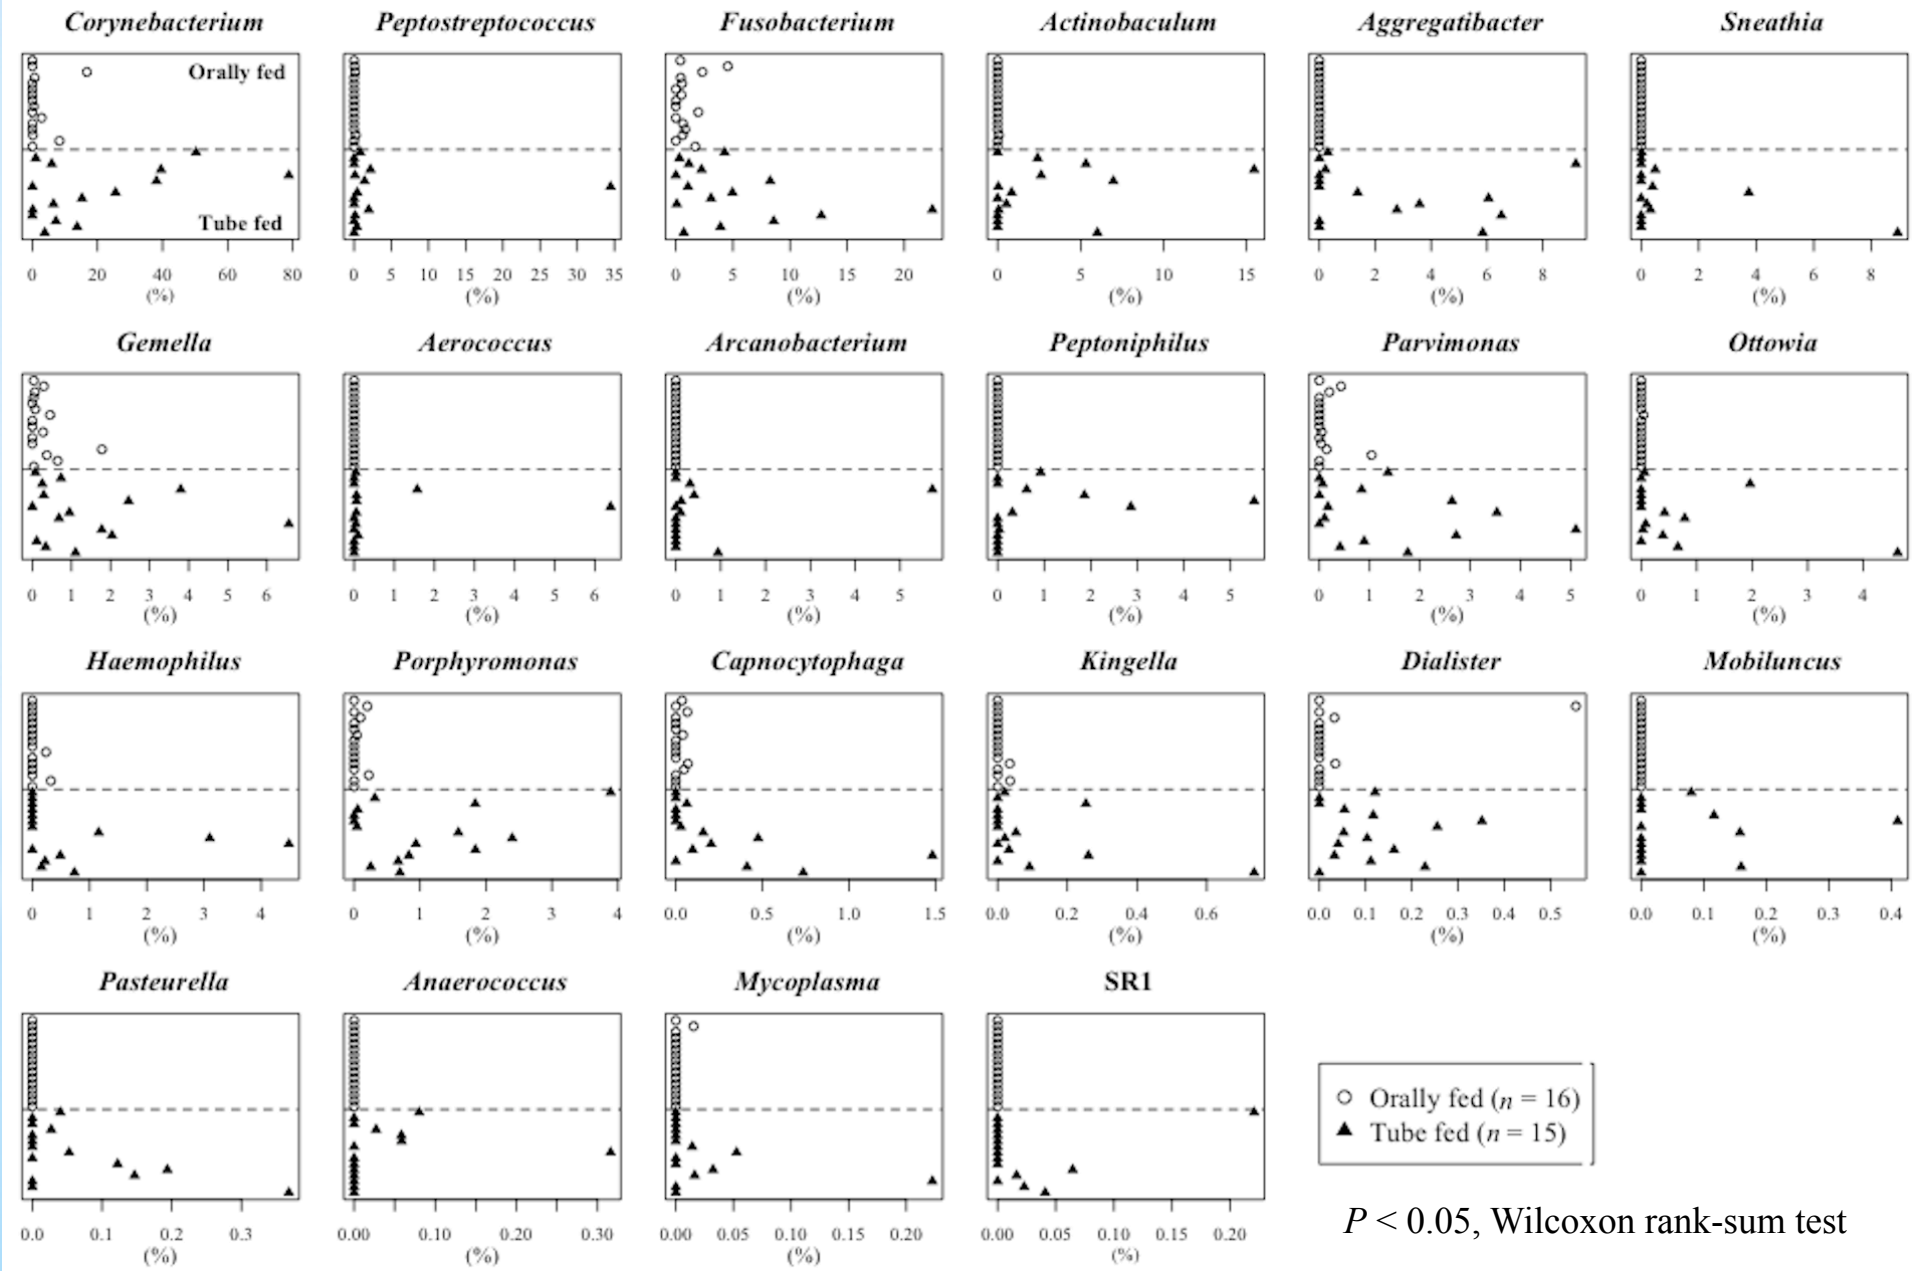 Corynebacterium Peptostreptococcus Fusobacterium Actinobaculum Aggregatibacter Sneathia
Orally fed
Tube fed
0 20 40 60 80 0 5 10 15 20 25 30 35 0 5 10 15 20 0 5 10 15 0 2 4 6 8 0 2 4 6 8
(%) (%) (%) (%) (%) (%)
Gemella Aerococcus Arcanobacterium Peptoniphilus Parvimonas Ottowia
0 1 2 3 4 5 6 0 1 2 3 4 5 6 0 1 2 3 4 5 0 1 2 3 4 5 0 1 2 3 4 5 0 1 2 3 4
(%) (%) (%) (%) (%) (%)
Haemophilus Porphyromonas Capnocytophaga Kingella Dialister Mobiluncus
0 1 2 3 4 0 1 2 3 4 0.0 0.5 1.0 1.5 0.0 0.2 0.4 0.6 0.0 0.1 0.2 0.3 0.4 0.5 0.0 0.1 0.2 0.3 0.4
(%) (%) (%) (%) (%) (%)
Pasteurella Anaerococcus Mycoplasma SR1
0.0 0.1 0.2 0.3 0.00 0.10 0.20 0.30 0.00 0.05 0.10 0.15 0.20 0.00 0.05 0.10 0.15 0.20
(%) (%) (%) (%)
Orally fed (n = 16)
Tube fed (n = 15)
P < 0.05, Wilcoxon rank-sum test